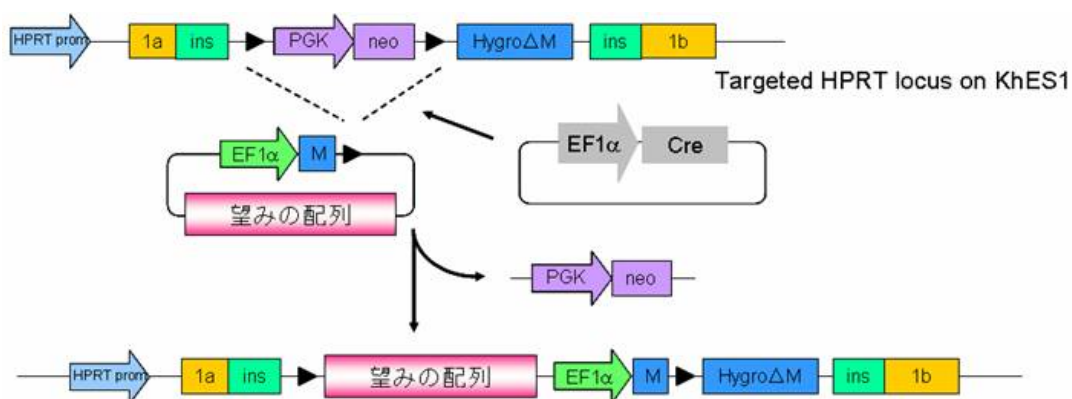 HPRT prom 1a ins PGK neo HygroΔM ins 1b
Targeted HPRT locus on KhES1
EF1α M EF1α Cre
望みの配列
PGK neo
HPRT prom 1a ins 望みの配列 EF1α M HygroΔM ins 1b